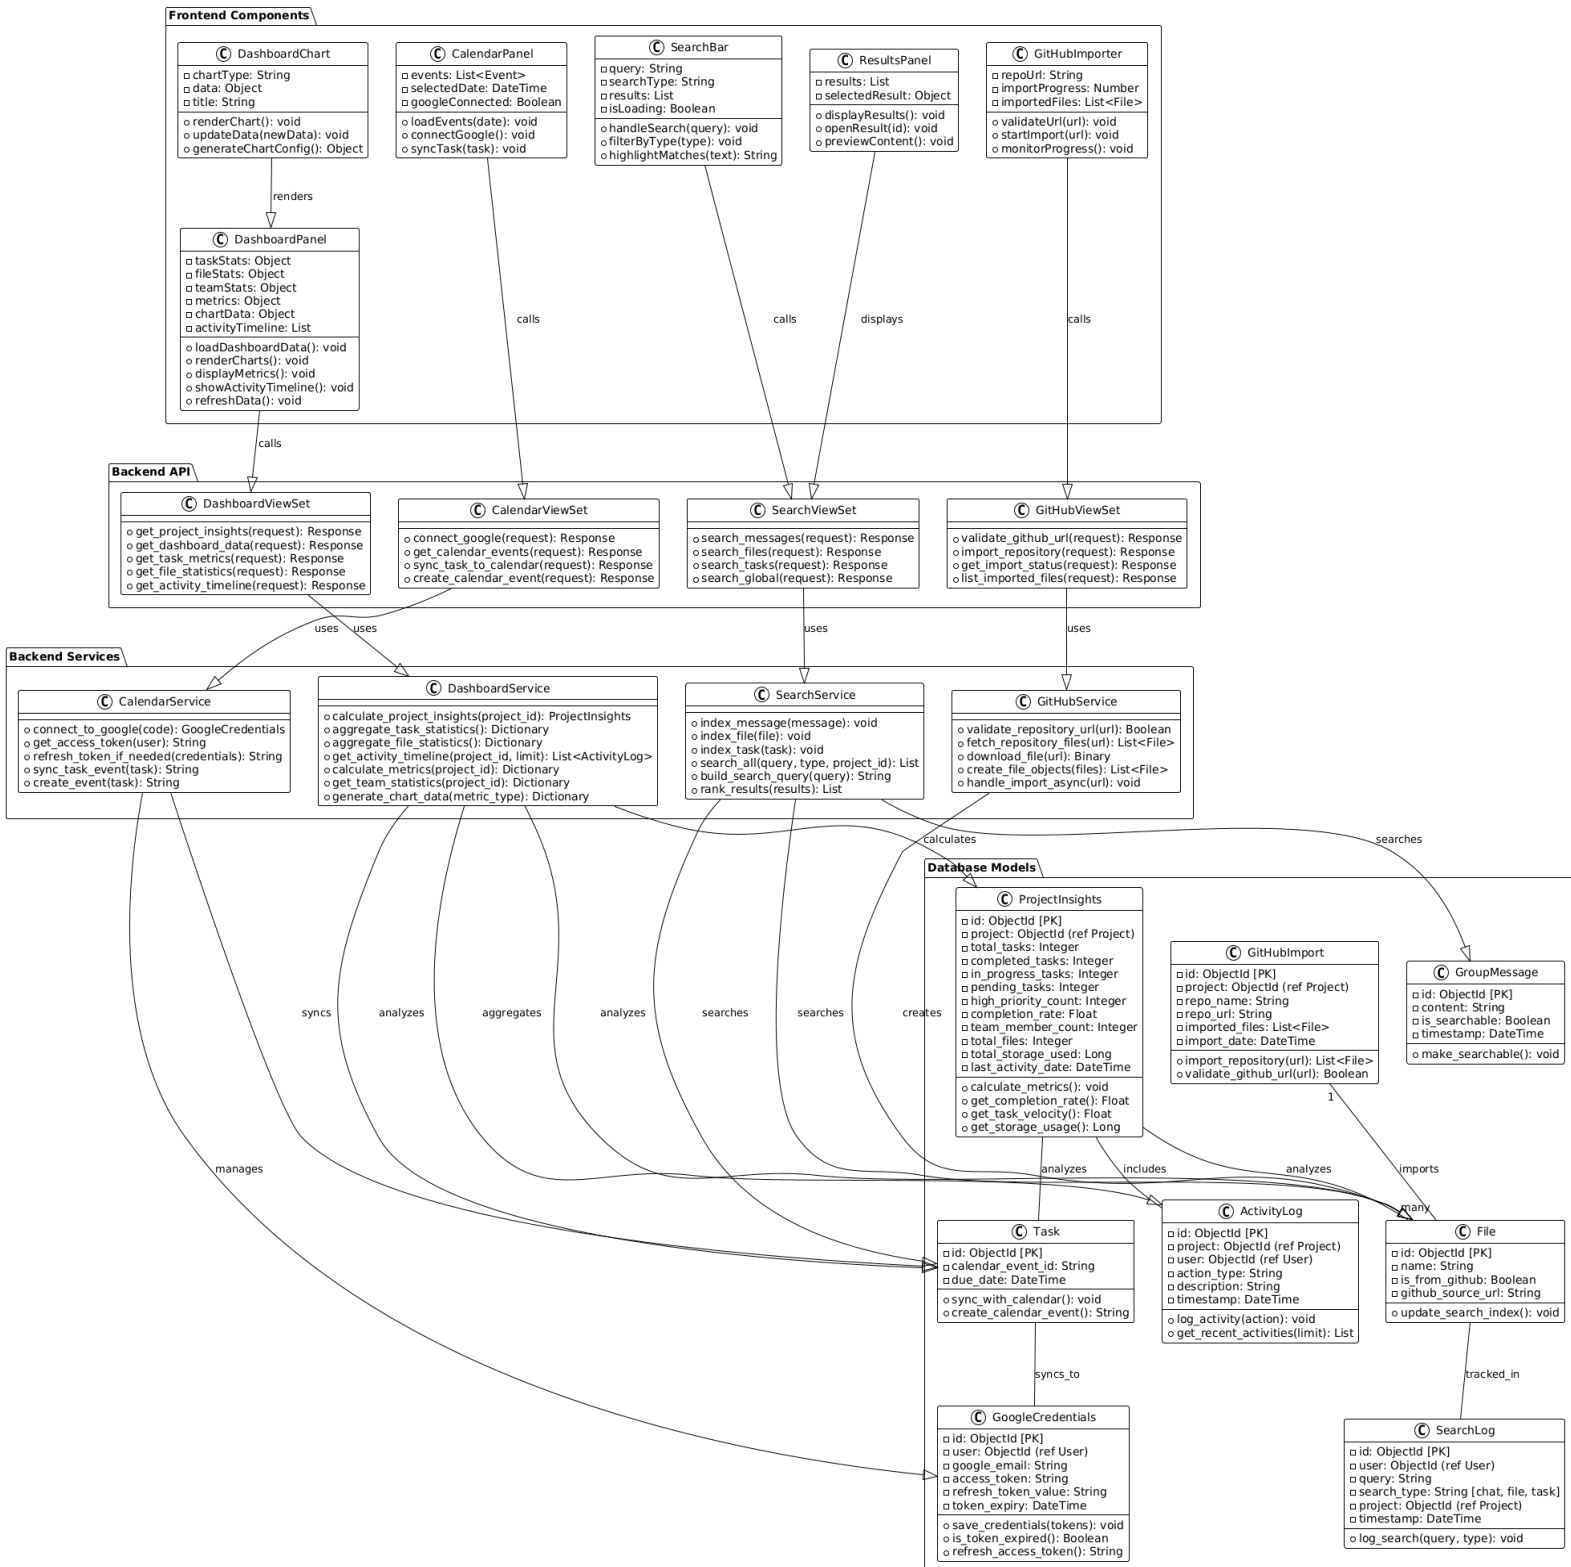 Frontend Components
C DashboardChart
chartType: String
data: Object
title: String
renderChart(): void
updateData(newData): void
generateChartConfig(): Object
C CalendarPanel
events: List<Event>
selectedDate: DateTime
googleConnected: Boolean
loadEvents(date): void
connectGoogle(): void
syncTask(task): void
C SearchBar
query: String
searchType: String
results: List
isLoading: Boolean
handleSearch(query): void
filterByType(type): void
highlightMatches(text): String
C ResultsPanel
results: List
selectedResult: Object
displayResults(): void
openResult(id): void
previewContent(): void
C GitHubImporter
repoUrl: String
importProgress: Number
importedFiles: List<File>
validateUrl(url): void
startImport(url): void
monitorProgress(): void
renders
C DashboardPanel
taskStats: Object
fileStats: Object
teamStats: Object
metrics: Object
chartData: Object
activityTimeline: List
loadDashboardData(): void
renderCharts(): void
displayMetrics(): void
showActivityTimeline(): void
refreshData(): void
calls
calls
displays
calls
calls
Backend API
C DashboardViewSet
get_project_insights(request): Response
get_dashboard_data(request): Response
get_task_metrics(request): Response
get_file_statistics(request): Response
get_activity_timeline(request): Response
C CalendarViewSet
connect_google(request): Response
get_calendar_events(request): Response
sync_task_to_calendar(request): Response
create_calendar_event(request): Response
C SearchViewSet
search_messages(request): Response
search_files(request): Response
search_tasks(request): Response
search_global(request): Response
C GitHubViewSet
validate_github_url(request): Response
import_repository(request): Response
get_import_status(request): Response
list_imported_files(request): Response
uses
uses
uses
uses
Backend Services
C CalendarService
connect_to_google(code): GoogleCredentials
get_access_token(user): String
refresh_token_if_needed(credentials): String
sync_task_event(task): String
create_event(task): String
C DashboardService
calculate_project_insights(project_id): ProjectInsights
aggregate_task_statistics(): Dictionary
aggregate_file_statistics(): Dictionary
get_activity_timeline(project_id, limit): List<ActivityLog>
calculate_metrics(project_id): Dictionary
get_team_statistics(project_id): Dictionary
generate_chart_data(metric_type): Dictionary
C SearchService
index_message(message): void
index_file(file): void
index_task(task): void
search_all(query, type, project_id): List
build_search_query(query): String
rank_results(results): List
C GitHubService
validate_repository_url(url): Boolean
fetch_repository_files(url): List<File>
download_file(url): Binary
create_file_objects(files): List<File>
handle_import_async(url): void
calculates
searches
Database Models
C ProjectInsights
id: ObjectId [PK]
project: ObjectId (ref Project)
total_tasks: Integer
completed_tasks: Integer
in_progress_tasks: Integer
pending_tasks: Integer
high_priority_count: Integer
completion_rate: Float
team_member_count: Integer
total_files: Integer
total_storage_used: Long
last_activity_date: DateTime
calculate_metrics(): void
get_completion_rate(): Float
get_task_velocity(): Float
get_storage_usage(): Long
C GitHubImport
id: ObjectId [PK]
project: ObjectId (ref Project)
repo_name: String
repo_url: String
imported_files: List<File>
import_date: DateTime
import_repository(url): List<File>
validate_github_url(url): Boolean
C GroupMessage
id: ObjectId [PK]
content: String
is_searchable: Boolean
timestamp: DateTime
make_searchable(): void
syncs
analyzes
aggregates
analyzes
searches
searches
creates
1
manages
analyzes
includes
analyzes
imports
many
C Task
id: ObjectId [PK]
calendar_event_id: String
due_date: DateTime
sync_with_calendar(): void
create_calendar_event(): String
C ActivityLog
id: ObjectId [PK]
project: ObjectId (ref Project)
user: ObjectId (ref User)
action_type: String
description: String
timestamp: DateTime
log_activity(action): void
get_recent_activities(limit): List
C File
id: ObjectId [PK]
name: String
is_from_github: Boolean
github_source_url: String
update_search_index(): void
syncs_to
tracked_in
C GoogleCredentials
id: ObjectId [PK]
user: ObjectId (ref User)
google_email: String
access_token: String
refresh_token_value: String
token_expiry: DateTime
save_credentials(tokens): void
is_token_expired(): Boolean
refresh_access_token(): String
C SearchLog
id: ObjectId [PK]
user: ObjectId (ref User)
query: String
search_type: String [chat, file, task]
project: ObjectId (ref Project)
timestamp: DateTime
log_search(query, type): void